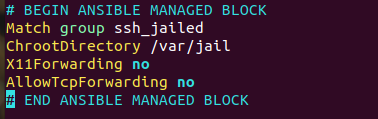 # BEGIN ANSIBLE MANAGED BLOCK
Match group ssh_jailed
ChrootDirectory /var/jail
X11Forwarding no
AllowTcpForwarding no
# END ANSIBLE MANAGED BLOCK